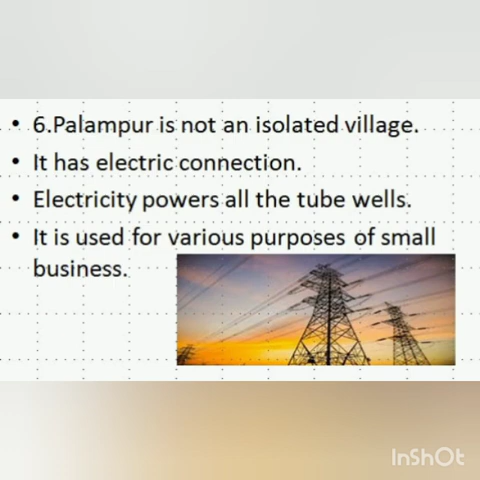 • 6.Palampur is not an isolated village.
• It has electric connection.
• Electricity powers all the tube wells.
• It is used for various purposes of small
business.
InShOt